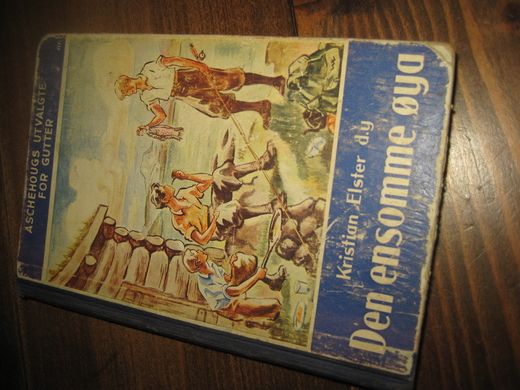 ASCHEHOUGS UTVALGTE
FOR GUTTER
Kristian Elster d.y
Den ensomme øya